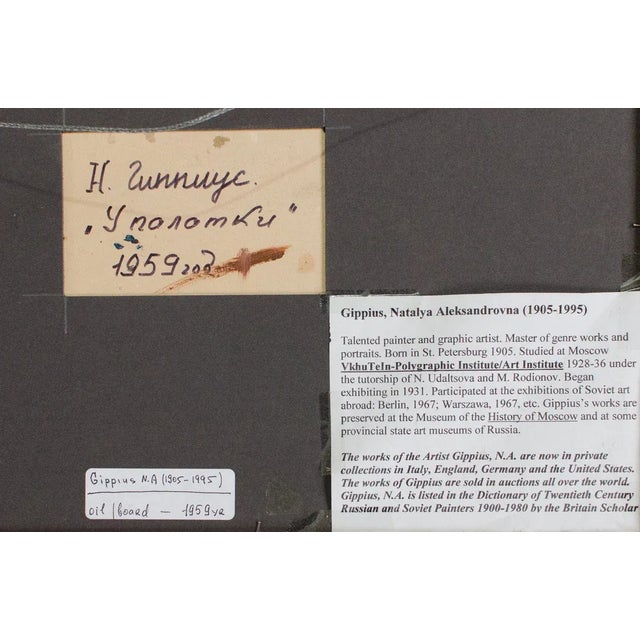 Н. Гиппиус.
„У палатки"
1959 год
Gippius, Natalya Aleksandrovna (1905-1995)
Talented painter and graphic artist. Master of genre works and
portraits. Born in St. Petersburg 1905. Studied at Moscow
VkhuTeIn-Polygraphic Institute/Art Institute 1928-36 under
the tutorship of N. Udaltsova and M. Rodionov. Began
exhibiting in 1931. Participated at the exhibitions of Soviet art
abroad: Berlin, 1967; Warszawa, 1967, etc. Gippius's works are
preserved at the Museum of the History of Moscow and at some
provincial state art museums of Russia.
The works of the Artist Gippius, N.A. are now in private
collections in Italy, England, Germany and the United States.
The works of Gippius are sold in auctions all over the world.
Gippius, N.A. is listed in the Dictionary of Twentieth Century
Russian and Soviet Painters 1900-1980 by the Britain Scholar
Gippius N.A (1905-1995)
oil/board - 1959